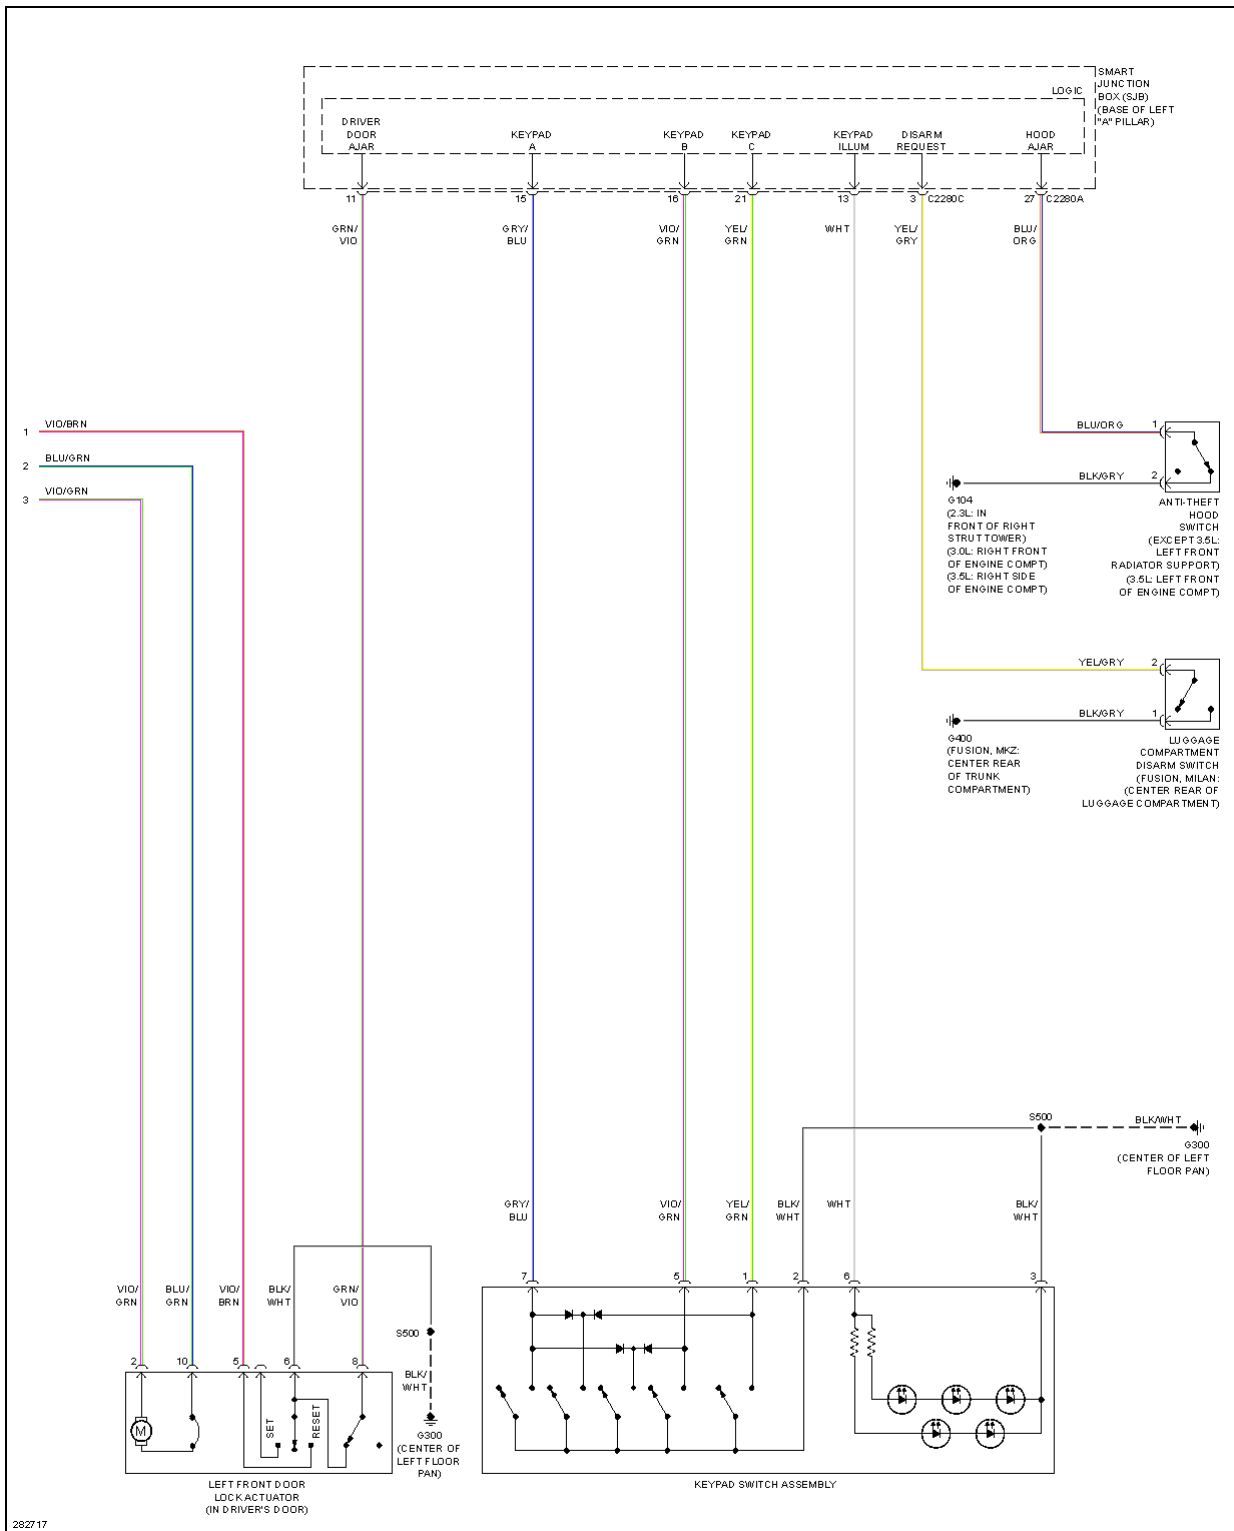 SMART
JUNCTION
BOX (SJB)
(BASE OF LEFT
"A" PILLAR)
LOGIC
DRIVER
DOOR
AJAR
KEYPAD
A
KEYPAD
B
KEYPAD
C
KEYPAD
ILLUM
DISARM
REQUEST
HOOD
AJAR
11
15
16
21
13
3
C2280C
27
C2280A
GRN/
VIO
GRY/
BLU
VIO/
GRN
YEL/
GRN
WHT
YEL/
GRY
BLU/
ORG
1
VIO/BRN
2
BLU/GRN
3
VIO/GRN
BLU/ORG
1
BLK/GRY
2
G104
(2.3L: IN
FRONT OF RIGHT
STRUT TOWER)
(3.0L: RIGHT FRONT
OF ENGINE COMPT)
(3.5L: RIGHT SIDE
OF ENGINE COMPT)
ANTI-THEFT
HOOD
SWITCH
(EXCEPT 3.5L:
LEFT FRONT
RADIATOR SUPPORT)
(3.5L: LEFT FRONT
OF ENGINE COMPT)
YEL/GRY
2
BLK/GRY
1
G400
(FUSION, MKZ:
CENTER REAR
OF TRUNK
COMPARTMENT)
LUGGAGE
COMPARTMENT
DISARM SWITCH
(FUSION, MILAN:
(CENTER REAR OF
LUGGAGE COMPARTMENT)
S500
BLK/WHT
G300
(CENTER OF LEFT
FLOOR PAN)
GRY/
BLU
VIO/
GRN
YEL/
GRN
BLK/
WHT
WHT
BLK/
WHT
7
5
1
2
6
3
VIO/
GRN
BLU/
GRN
VIO/
BRN
BLK/
WHT
GRN/
VIO
S500
BLK/
WHT
2
10
5
6
8
M
SET
RESET
G300
(CENTER OF
LEFT FLOOR
PAN)
LEFT FRONT DOOR
LOCK ACTUATOR
(IN DRIVER'S DOOR)
KEYPAD SWITCH ASSEMBLY
282717